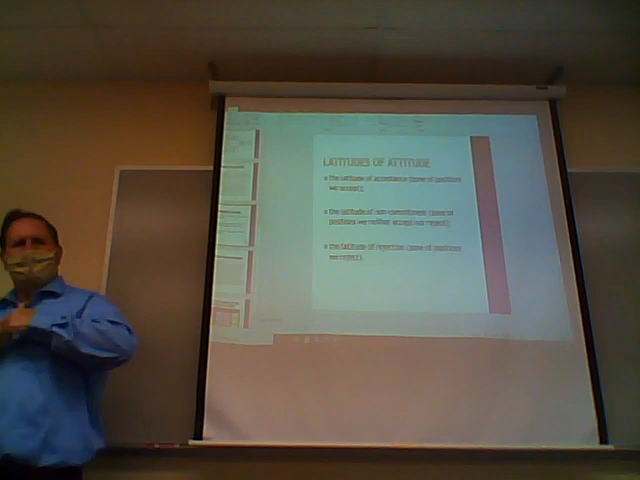 LATITUDES OF ATTITUDE
the latitude of acceptance (zone of positions
we accept);
the latitude of non-commitment (zone of
positions we neither accept nor reject);
the latitude of rejection (zone of positions
we reject).